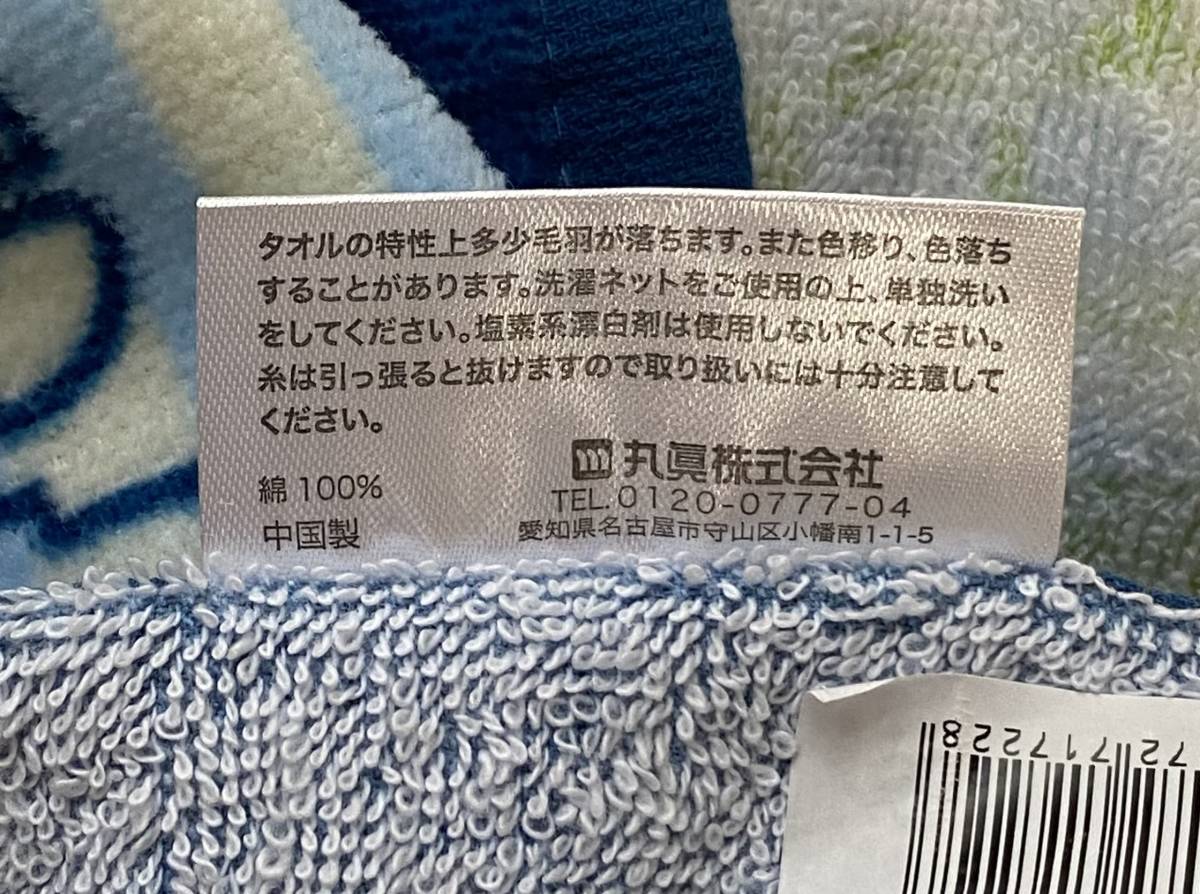 タオルの特性上多少毛羽が落ちます。また色移り、色落ち
することがあります。洗濯ネットをご使用の上、単独洗い
をしてください。塩素系漂白剤は使用しないでください。
糸は引っ張ると抜けますので取り扱いには十分注意して
ください。
丸眞株式会社
綿 100%
TEL.0120-0777-04
中国製
愛知県名古屋市守山区小幡南1-1-5
72 717228